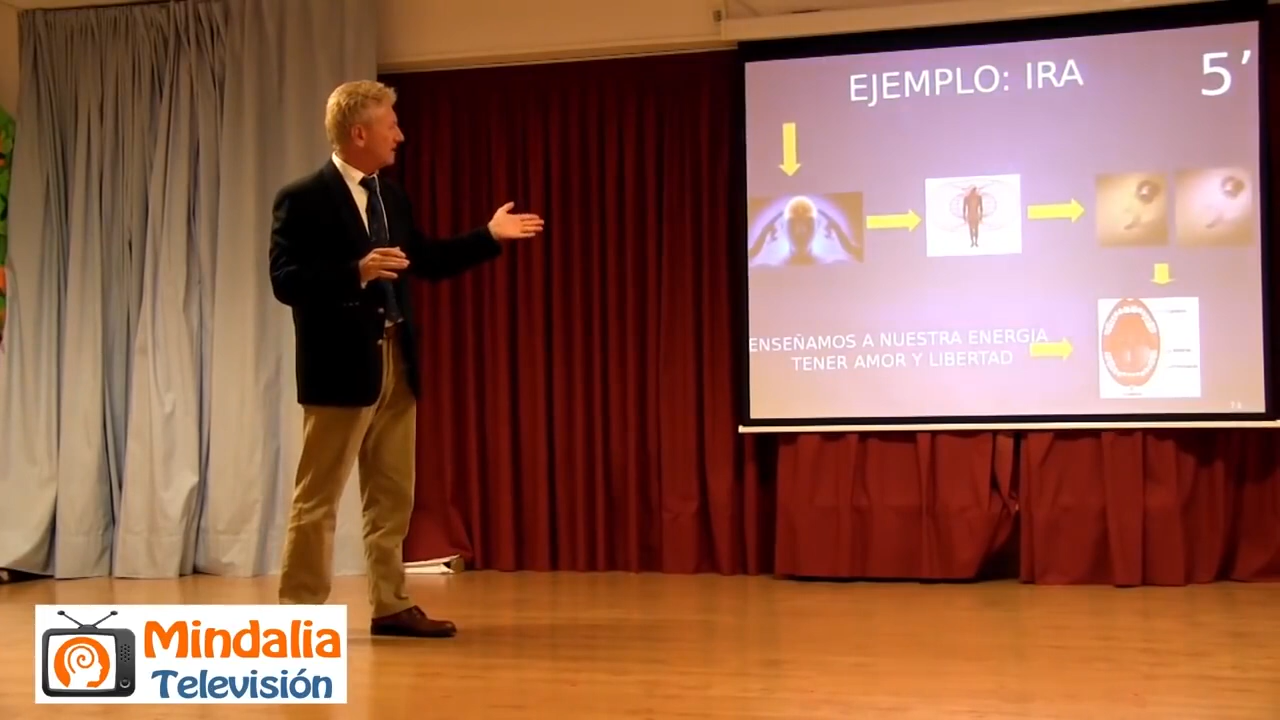 EJEMPLO: IRA
5’
ENSEÑAMOS A NUESTRA ENERGIA
TENER AMOR Y LIBERTAD
Mindalia
Televisión